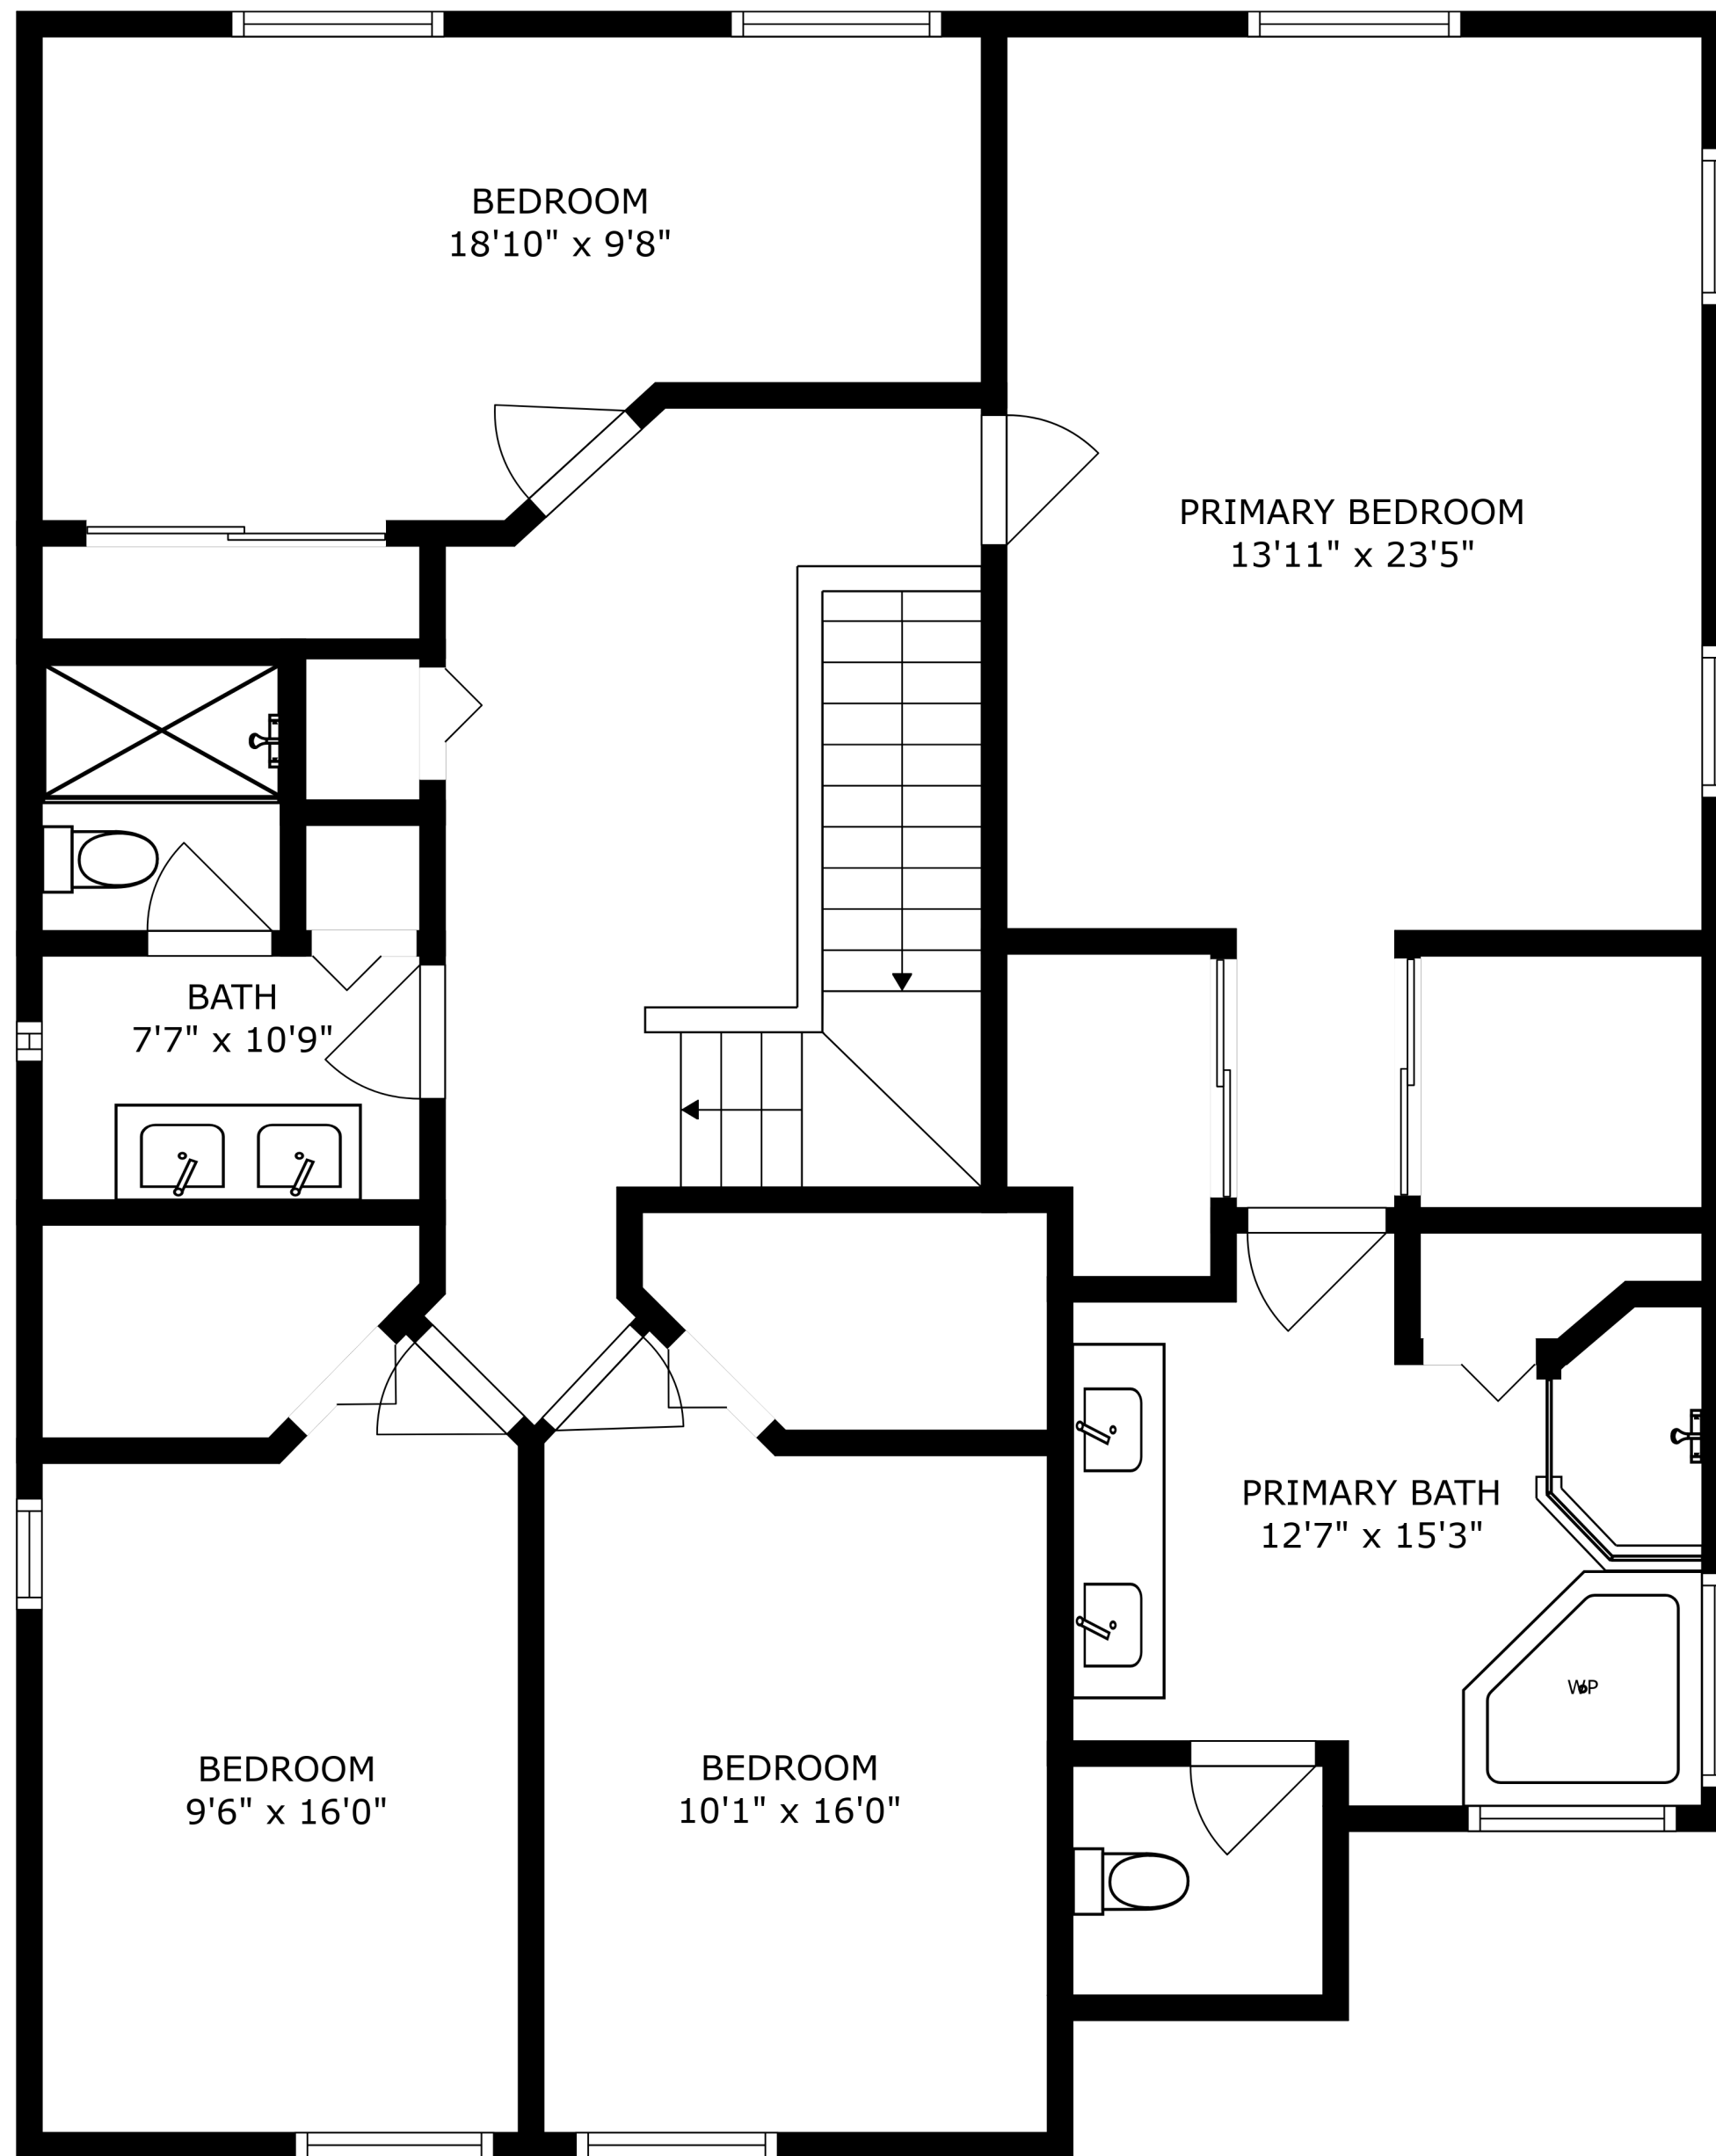 BEDROOM
18'10" x 9'8"
PRIMARY BEDROOM
13'11" x 23'5"
BATH
7'7" x 10'9"
PRIMARY BATH
12'7" x 15'3"
WP
BEDROOM
9'6" x 16'0"
BEDROOM
10'1" x 16'0"